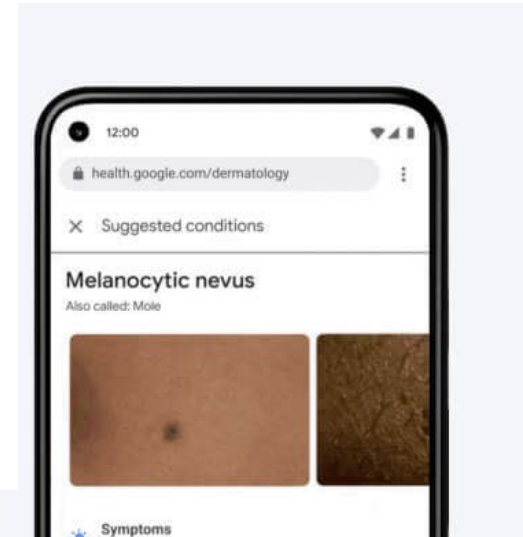 12:00
health.google.com/dermatology
Suggested conditions
Melanocytic nevus
Also called: Mole
Symptoms